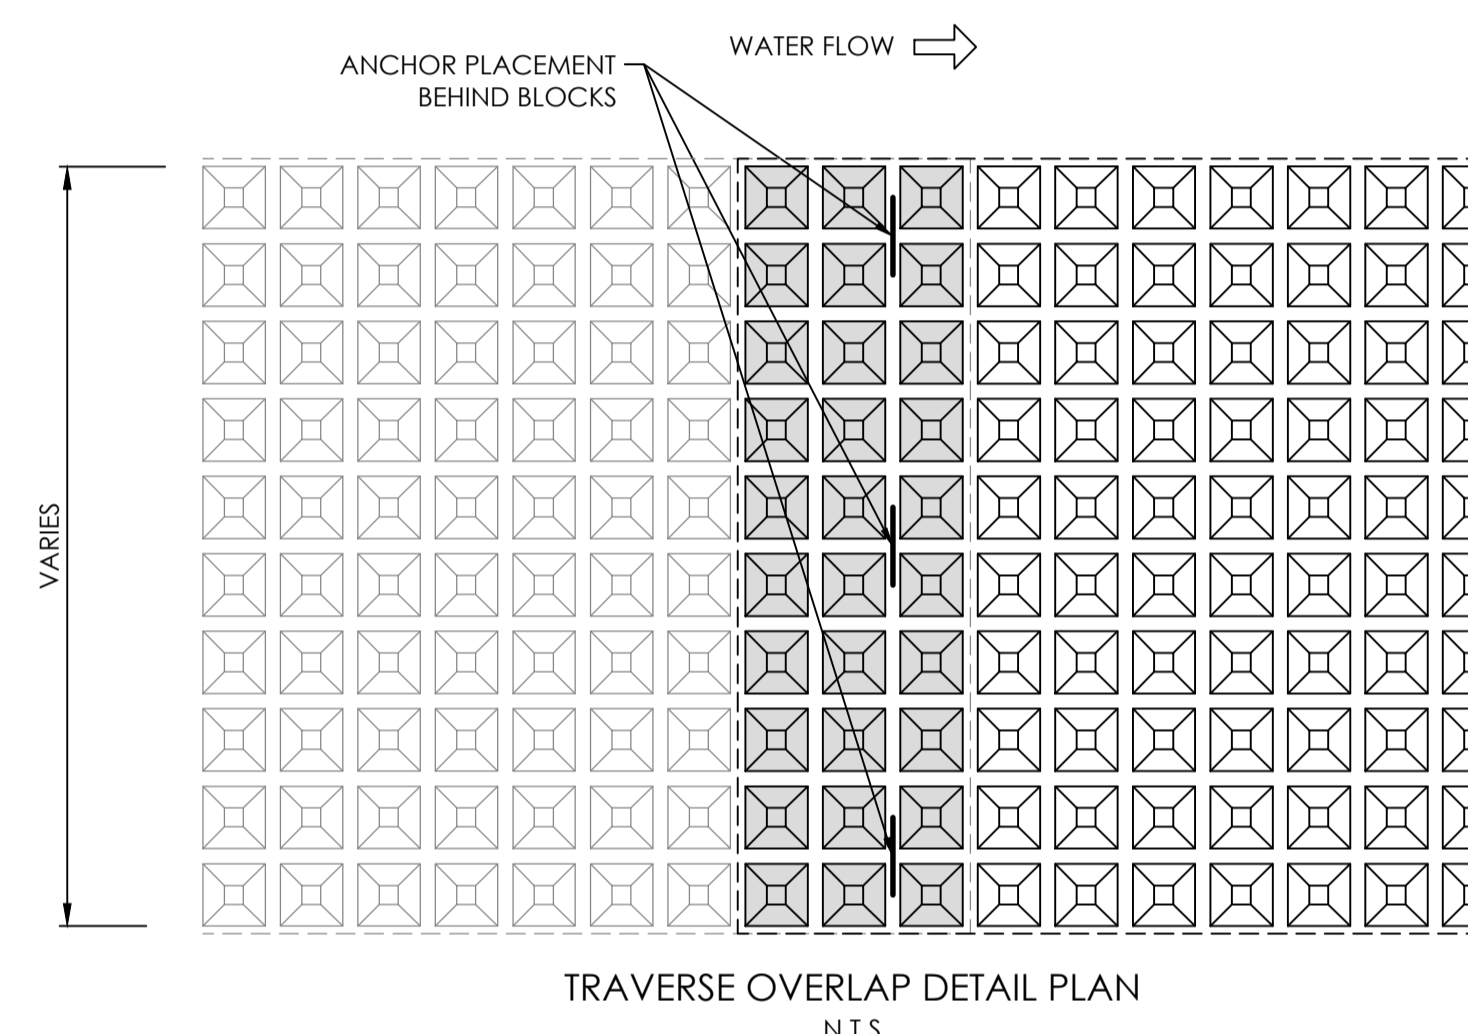 WATER FLOW
ANCHOR PLACEMENT
BEHIND BLOCKS
VARIES
TRAVERSE OVERLAP DETAIL PLAN
N.T.S.